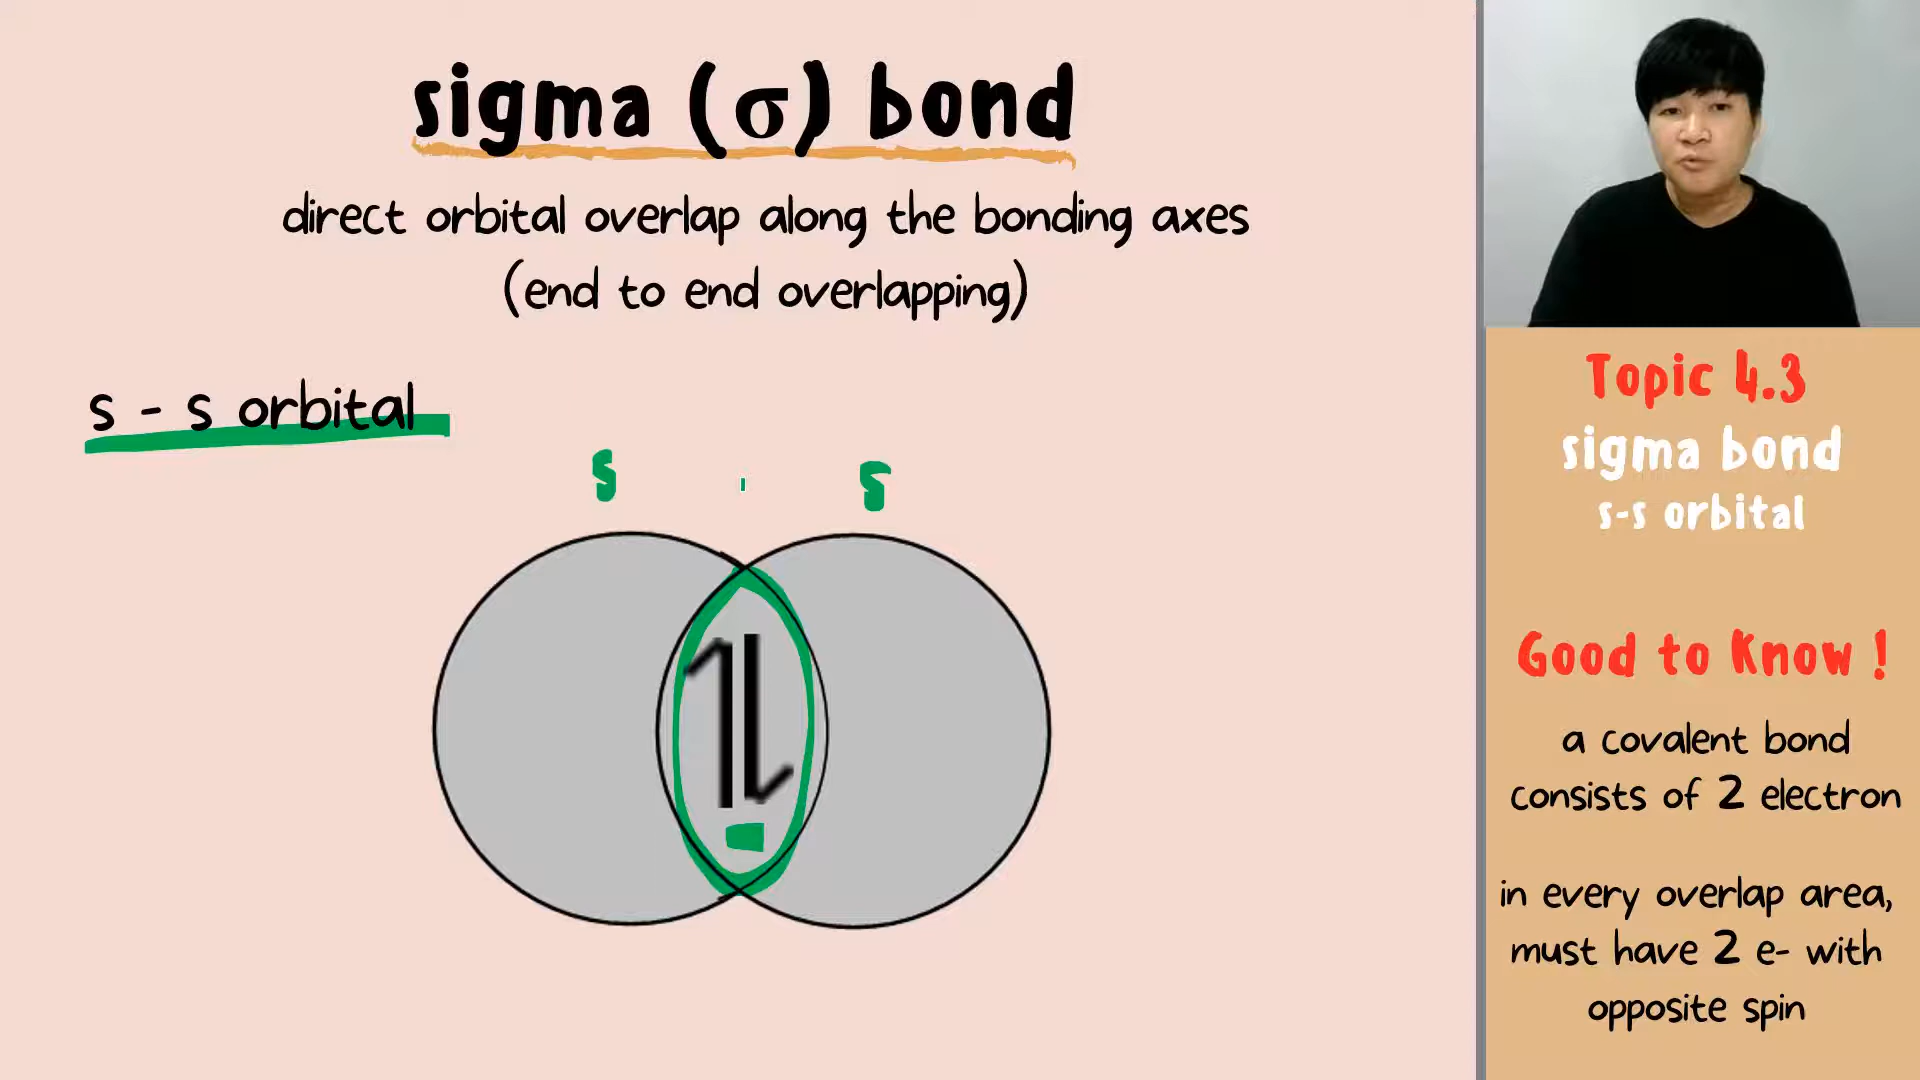 sigma (σ) bond
direct orbital overlap along the bonding axes
(end to end overlapping)
s - s orbital
s s
Topic 4.3
sigma bond
s-s orbital
Good to Know !
a covalent bond
consists of 2 electron
in every overlap area,
must have 2 e- with
opposite spin